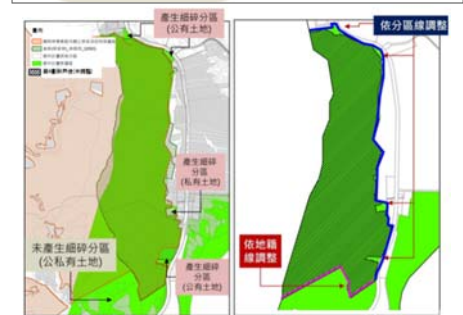 產生細碎分區
(公有土地)
產生細碎
分區
(私有土地)
未產生細碎分區
(公私有土地)
產生細碎
分區
(公有土地)
依分區線調整
依地籍
線調整